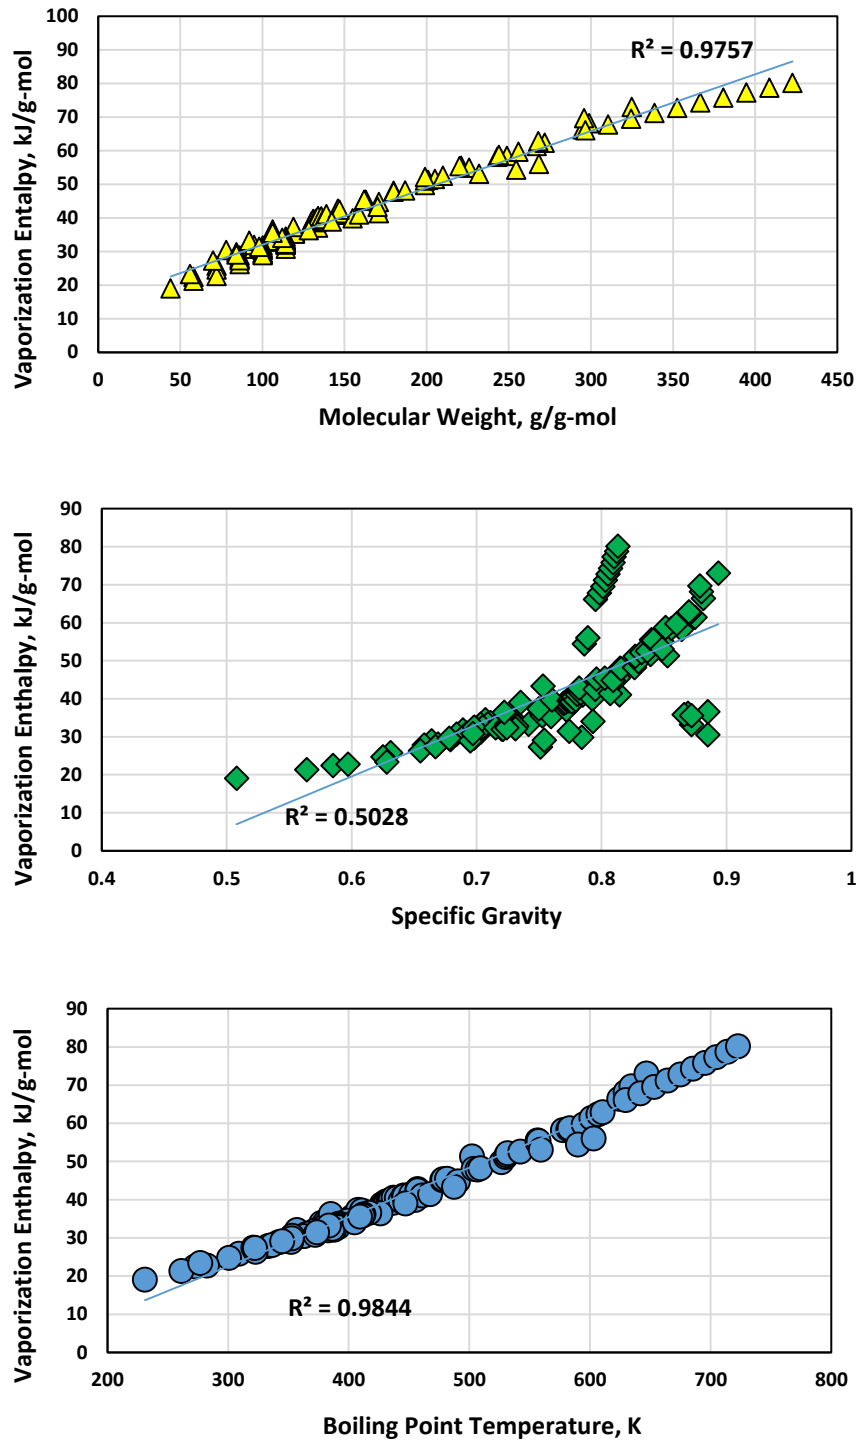 Vaporization Entalpy, kJ/g-mol
100
90
80
70
60
50
40
30
20
10
0
R² = 0.9757
0 50 100 150 200 250 300 350 400 450
Molecular Weight, g/g-mol
Vaporization Enthalpy, kJ/g-mol
90
80
70
60
50
40
30
20
10
0
R² = 0.5028
0.4 0.5 0.6 0.7 0.8 0.9 1
Specific Gravity
Vaporization Enthalpy, kJ/g-mol
90
80
70
60
50
40
30
20
10
0
R² = 0.9844
200 300 400 500 600 700 800
Boiling Point Temperature, K